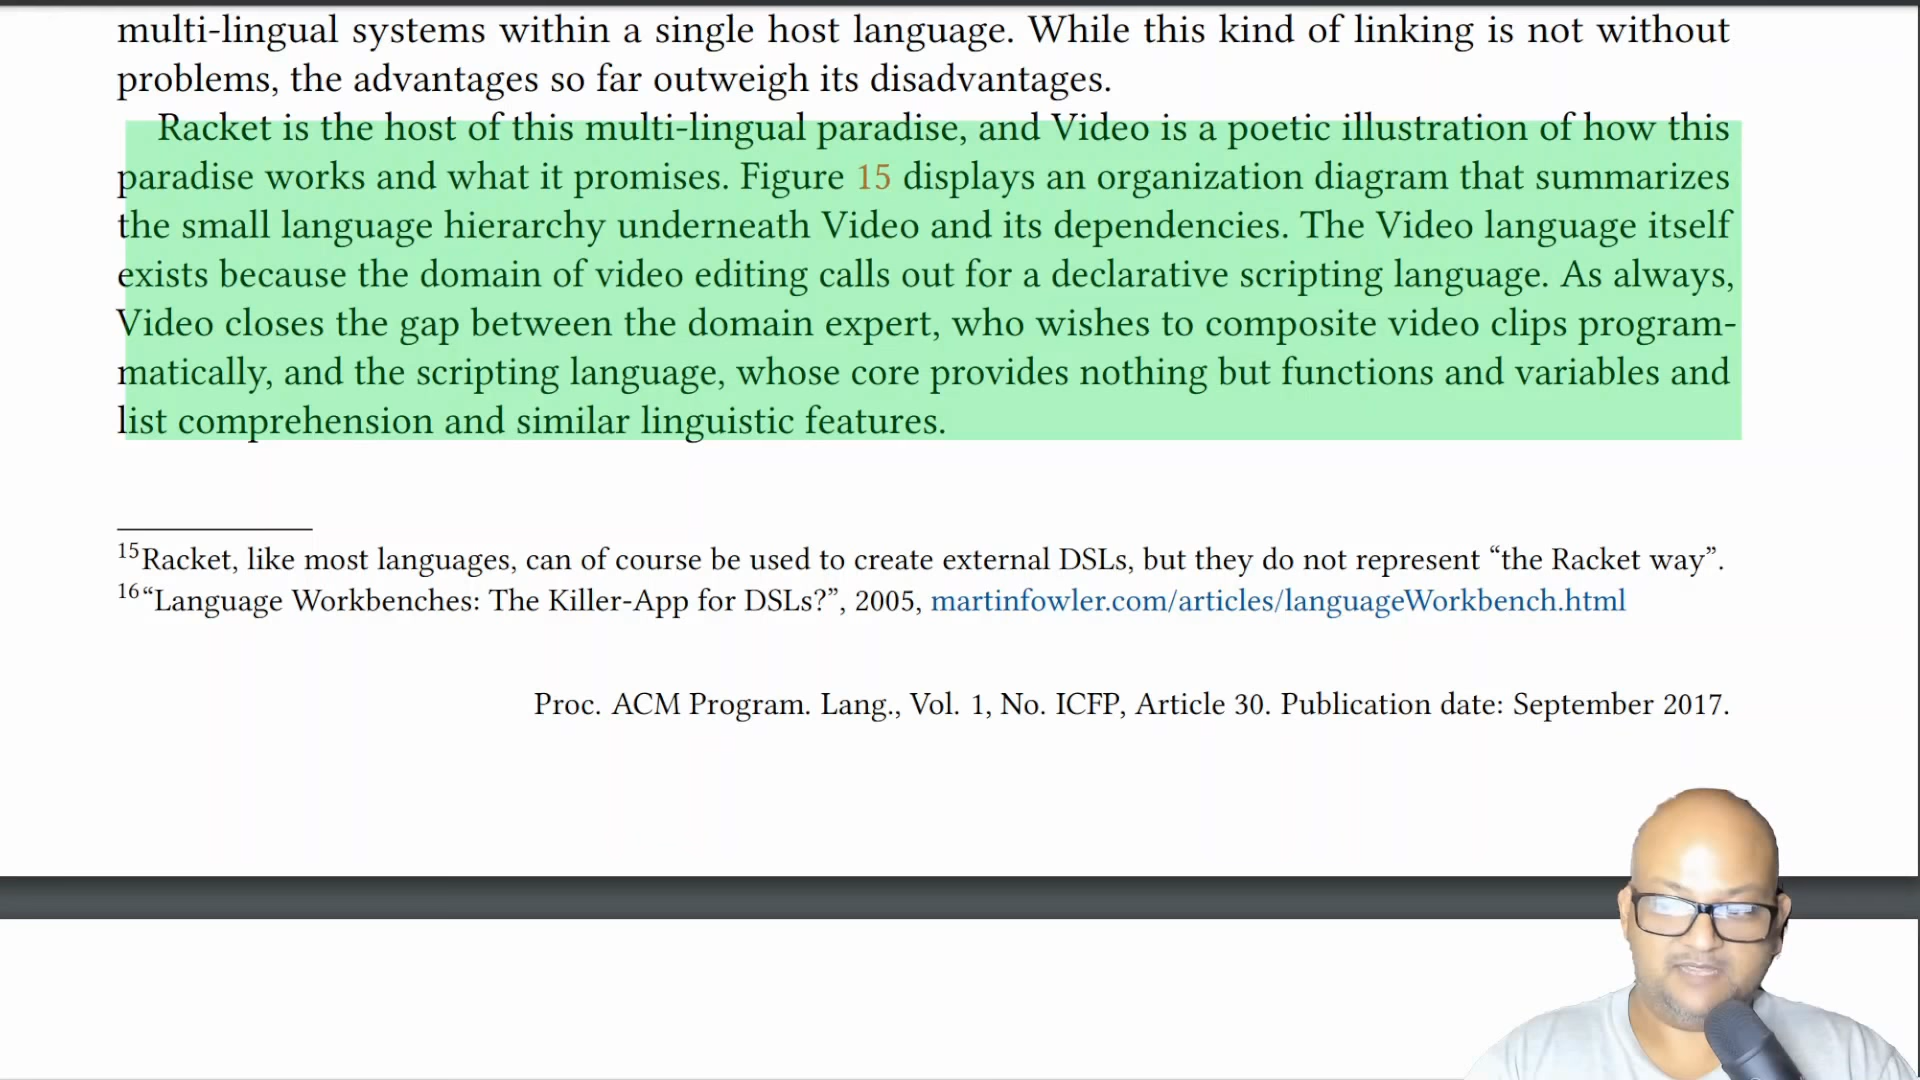 multi-lingual systems within a single host language. While this kind of linking is not without
problems, the advantages so far outweigh its disadvantages.
Racket is the host of this multi-lingual paradise, and Video is a poetic illustration of how this
paradise works and what it promises. Figure 15 displays an organization diagram that summarizes
the small language hierarchy underneath Video and its dependencies. The Video language itself
exists because the domain of video editing calls out for a declarative scripting language. As always,
Video closes the gap between the domain expert, who wishes to composite video clips program-
matically, and the scripting language, whose core provides nothing but functions and variables and
list comprehension and similar linguistic features.
15Racket, like most languages, can of course be used to create external DSLs, but they do not represent “the Racket way”.
16“Language Workbenches: The Killer-App for DSLs?”, 2005, martinfowler.com/articles/languageWorkbench.html
Proc. ACM Program. Lang., Vol. 1, No. ICFP, Article 30. Publication date: September 2017.